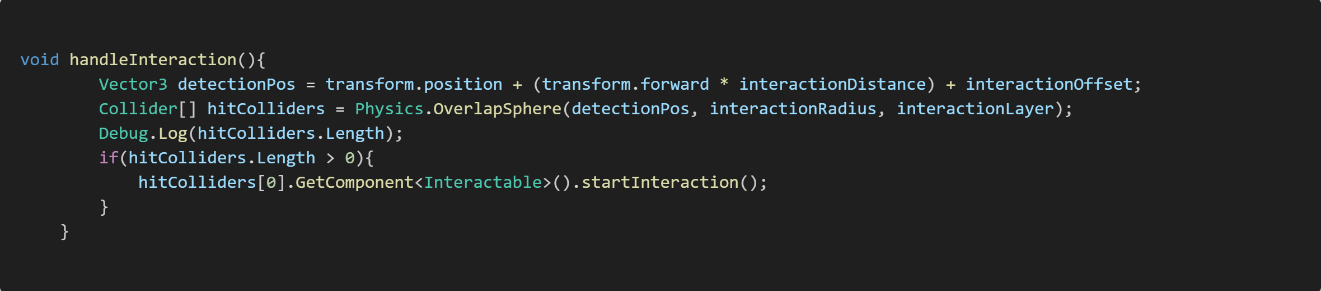 void handleInteraction(){
Vector3 detectionPos = transform.position + (transform.forward * interactionDistance) + interactionOffset;
Collider[] hitColliders = Physics.OverlapSphere(detectionPos, interactionRadius, interactionLayer);
Debug.Log(hitColliders.Length);
if(hitColliders.Length > 0){
hitColliders[0].GetComponent<Interactable>().startInteraction();
}
}